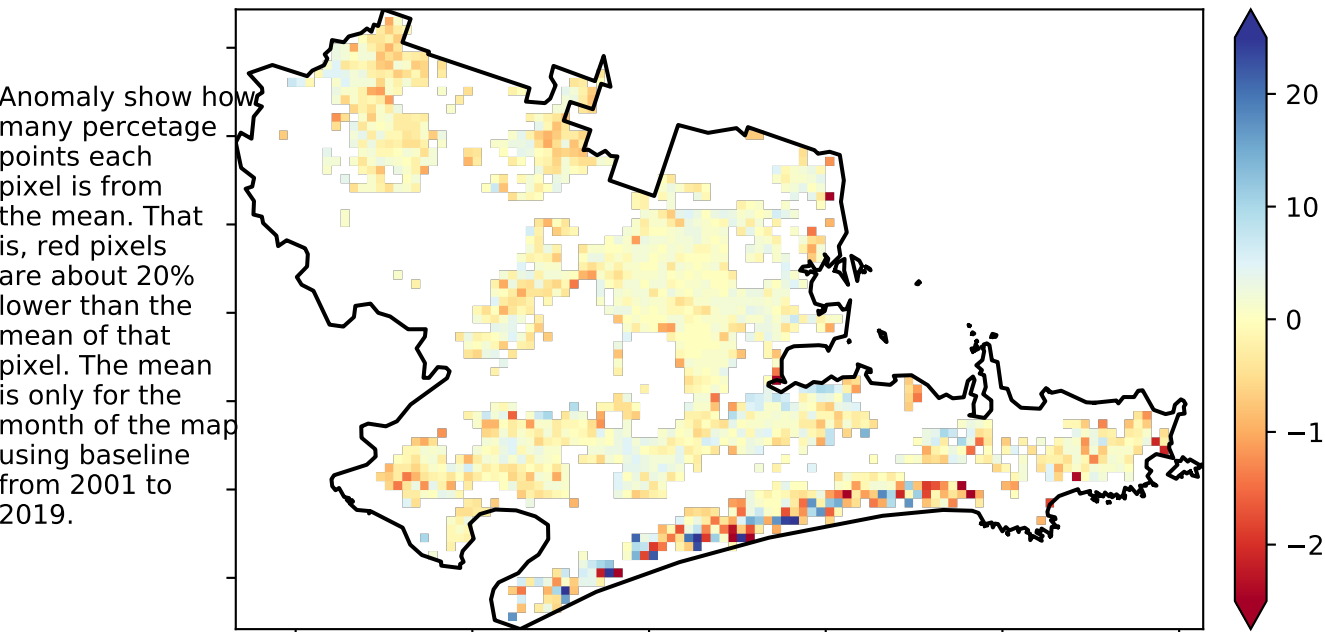 Anomaly show how
many percetage
points each
pixel is from
the mean. That
is, red pixels
are about 20%
lower than the
mean of that
pixel. The mean
is only for the
month of the map
using baseline
from 2001 to
2019.
20
10
0
−1
−2